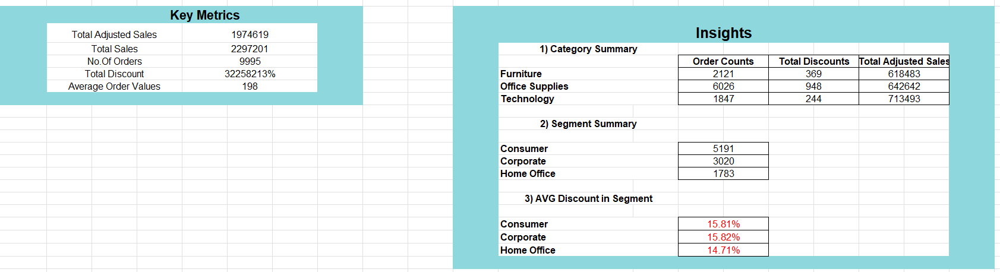 Key Metrics
Total Adjusted Sales 1974619
Total Sales 2297201
No.Of Orders 9995
Total Discount 32258213%
Average Order Values 198
Insights
1) Category Summary
Order Counts Total Discounts Total Adjusted Sales
Furniture 2121 369 618483
Office Supplies 6026 948 642642
Technology 1847 244 713493
2) Segment Summary
Consumer 5191
Corporate 3020
Home Office 1783
3) AVG Discount in Segment
Consumer 15.81%
Corporate 15.82%
Home Office 14.71%